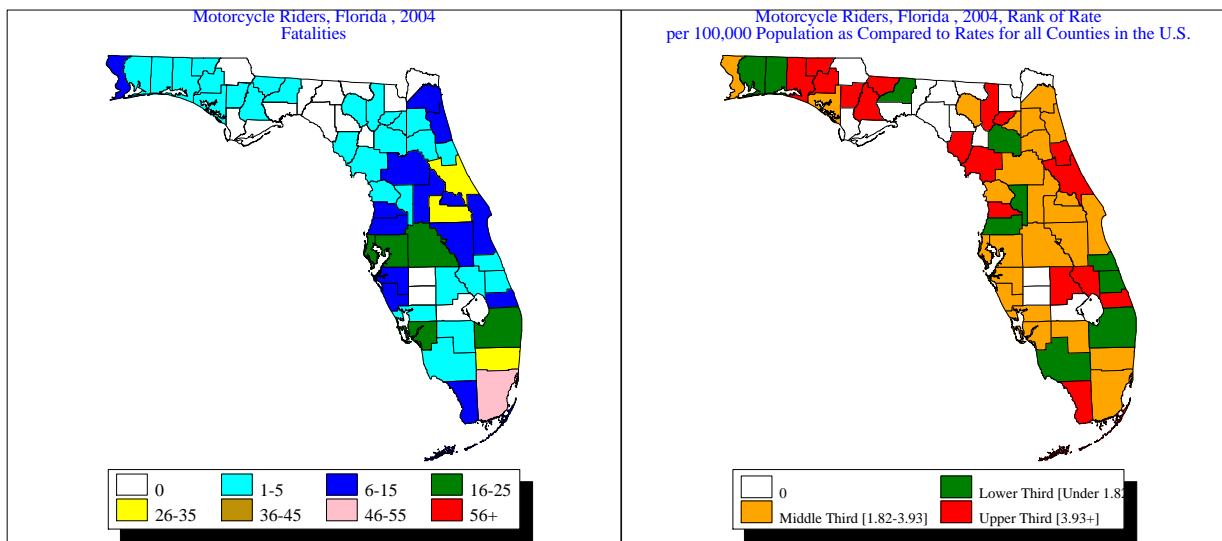 Motorcycle Riders, Florida , 2004
Fatalities
0
1-5
6-15
16-25
26-35
36-45
46-55
56+
Motorcycle Riders, Florida , 2004, Rank of Rate
per 100,000 Population as Compared to Rates for all Counties in the U.S.
0
Lower Third [Under 1.82
Middle Third [1.82-3.93]
Upper Third [3.93+]